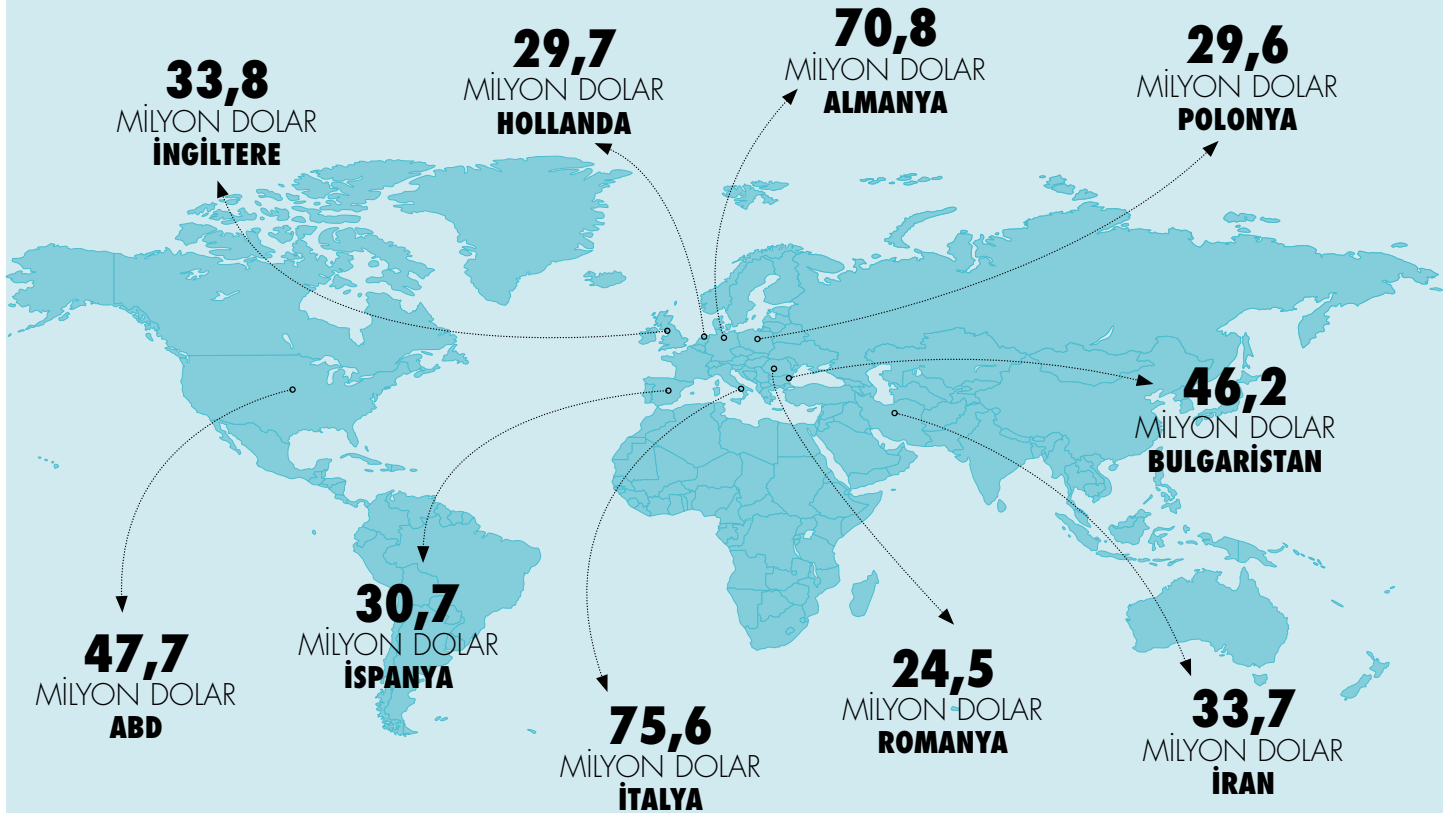 33,8
MİLYON DOLAR
İNGİLTERE
29,7
MİLYON DOLAR
HOLLANDA
70,8
MİLYON DOLAR
ALMANYA
29,6
MİLYON DOLAR
POLONYA
46,2
MİLYON DOLAR
BULGARİSTAN
47,7
MİLYON DOLAR
ABD
30,7
MİLYON DOLAR
İSPANYA
75,6
MİLYON DOLAR
İTALYA
24,5
MİLYON DOLAR
ROMANYA
33,7
MİLYON DOLAR
İRAN